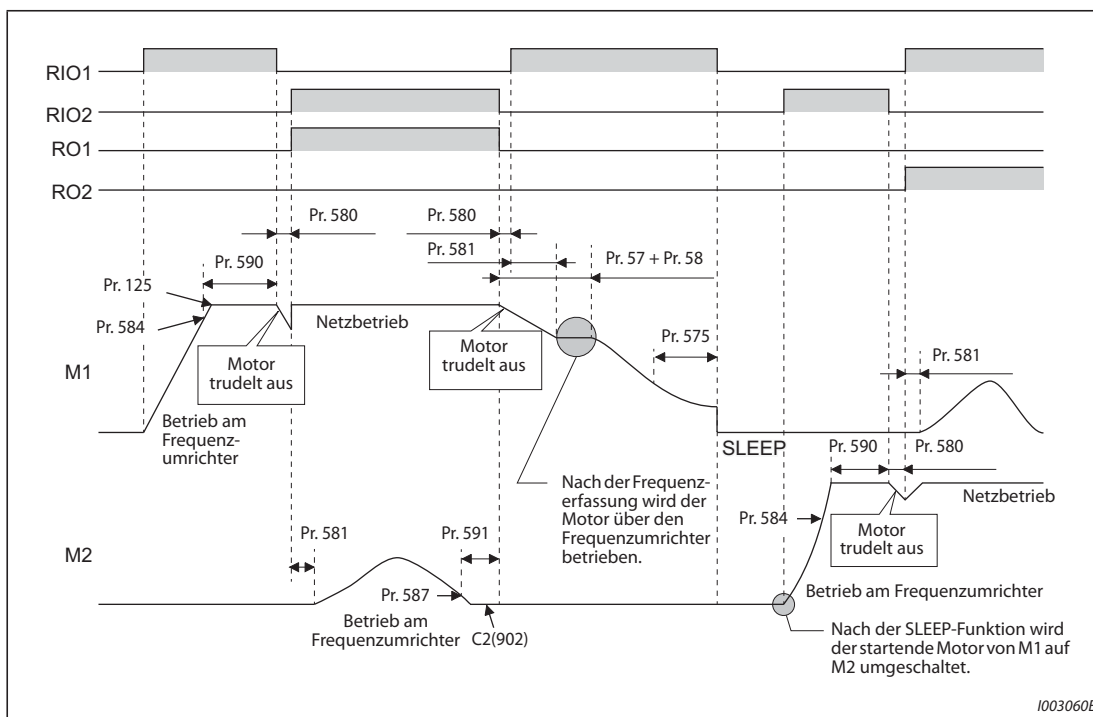 RIO1
RIO2
RO1
RO2
Pr. 580
Pr. 580
Pr. 581
Pr. 57 + Pr. 58
Pr. 590
Pr. 125
Pr. 584
Netzbetrieb
Motor
trudelt aus
Motor
trudelt aus
Pr. 575
Pr. 581
M1
Betrieb am
Frequenz-
umrichter
SLEEP
Pr. 590
Pr. 580
Nach der Frequenz-
erfassung wird der
Motor über den
Frequenzumrichter
betrieben.
Netzbetrieb
Pr. 584
Motor
trudelt aus
Pr. 581
Pr. 591
M2
Pr. 587
Betrieb am
Frequenzumrichter
C2(902)
Betrieb am Frequenzumrichter
Nach der SLEEP-Funktion wird
der startende Motor von M1 auf
M2 umgeschaltet.
I003060E